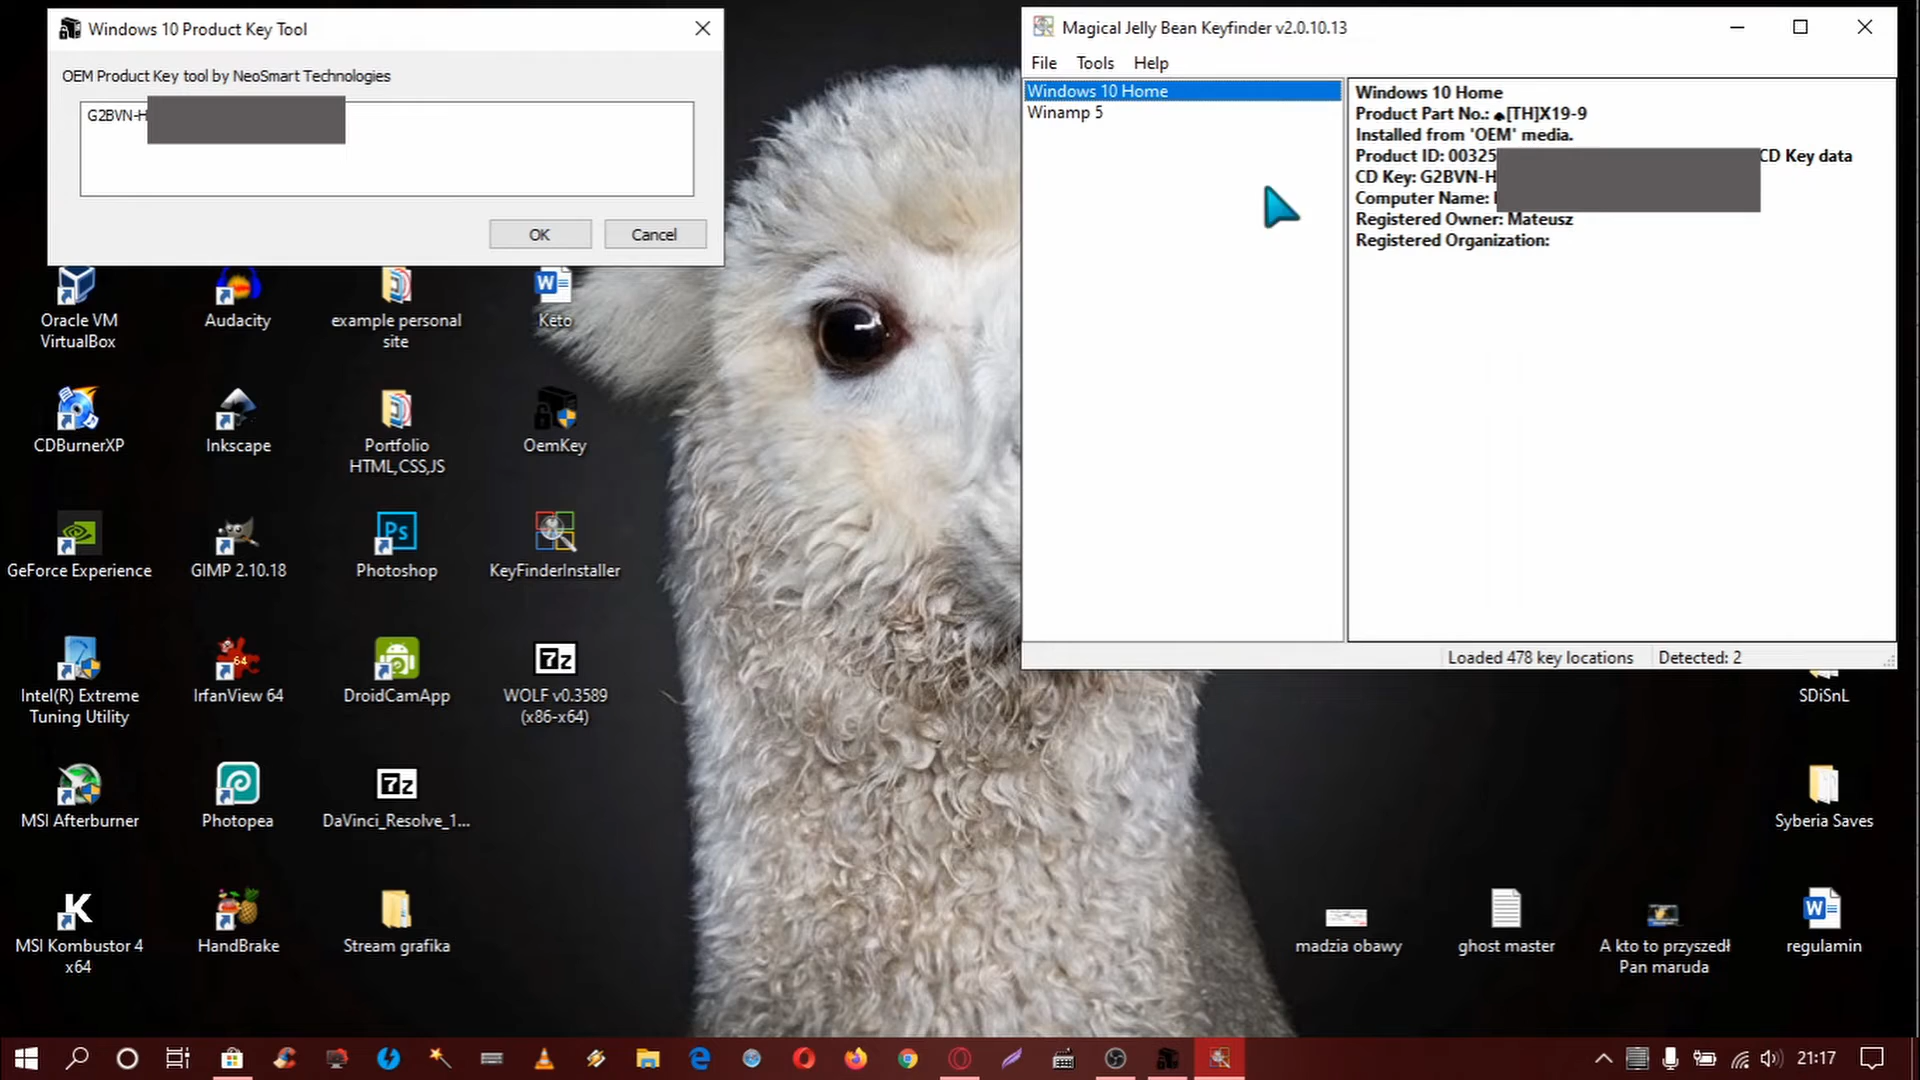 Windows 10 Product Key Tool
OEM Product Key tool by NeoSmart Technologies
G2BVN-H
OK
Cancel
Magical Jelly Bean Keyfinder v2.0.10.13
File
Tools
Help
Windows 10 Home
Winamp 5
Windows 10 Home
Product Part No.: ♠[TH]X19-9
Installed from 'OEM' media.
Product ID: 00325 CD Key data
CD Key: G2BVN-H
Computer Name:
Registered Owner: Mateusz
Registered Organization:
Loaded 478 key locations
Detected: 2
Oracle VM
VirtualBox
Audacity
example personal
site
Keto
CDBurnerXP
Inkscape
Portfolio
HTML,CSS,JS
OemKey
GeForce Experience
GIMP 2.10.18
Photoshop
KeyFinderInstaller
Intel(R) Extreme
Tuning Utility
IrfanView 64
DroidCamApp
WOLF v0.3589
(x86-x64)
MSI Afterburner
Photopea
DaVinci_Resolve_1...
MSI Kombustor 4
x64
HandBrake
Stream grafika
SDiSnL
Syberia Saves
madzia obawy
ghost master
A kto to przyszedł
Pan maruda
regulamin
21:17